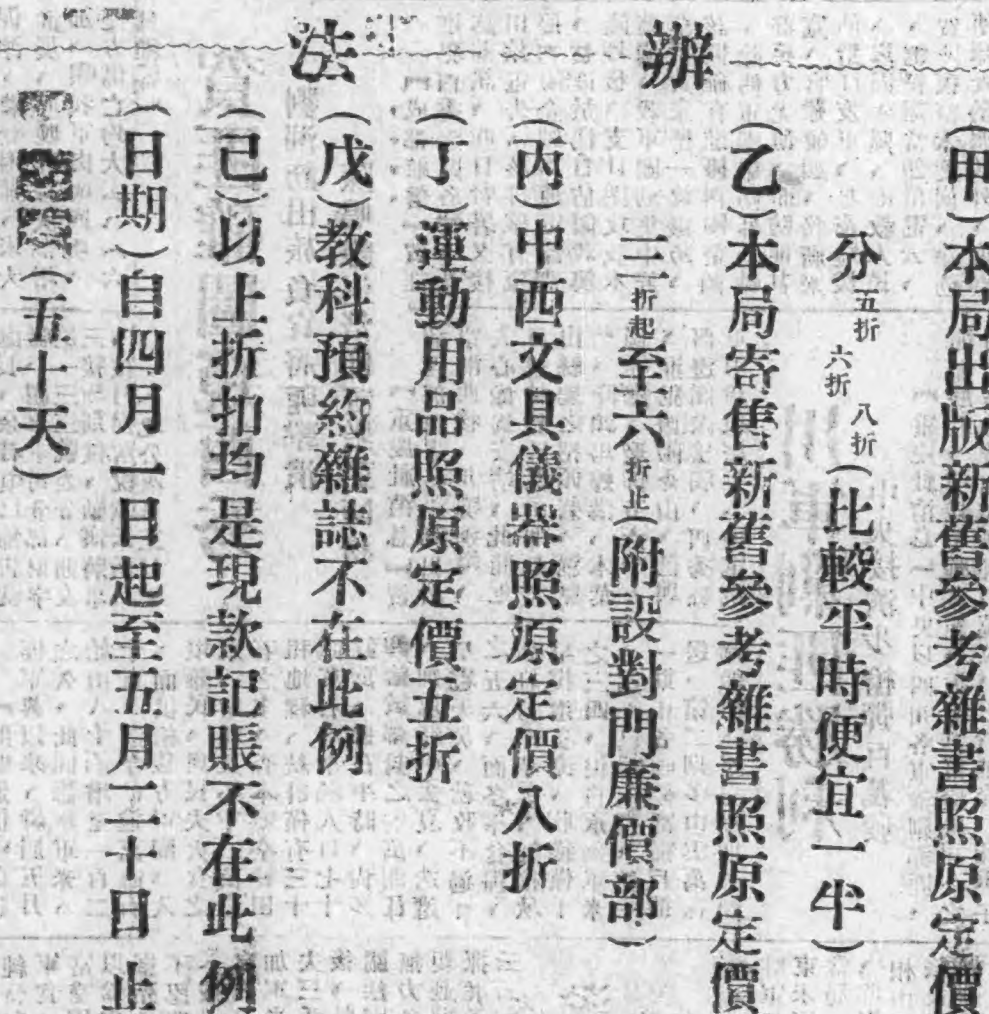 辦法
(甲)本局出版新舊參考雜書照原定價
分五折六折八折(比較平時便宜一半)
(乙)本局寄售新舊參考雜書照原定價
三折起至六折止(附設對門廉價部)
(丙)中西文具儀器照原定價八折
(丁)運動用品照原定價五折
(戊)教科預約雜誌不在此例
(己)以上折扣均是現款記賬不在此例
(日期)自四月一日起至五月二十日止
(五十天)